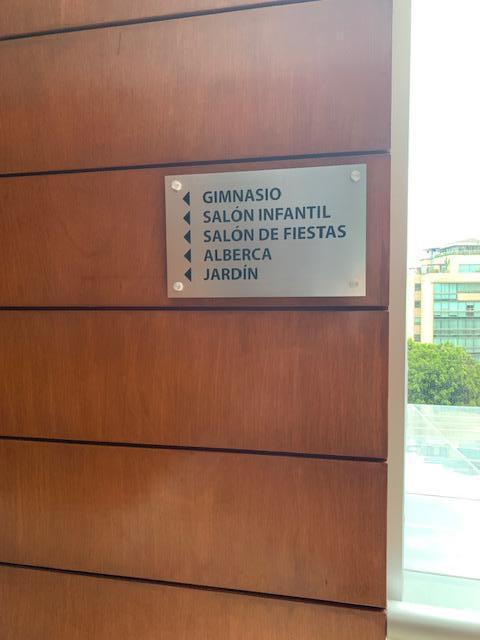 GIMNASIO
SALÓN INFANTIL
SALÓN DE FIESTAS
ALBERCA
JARDÍN